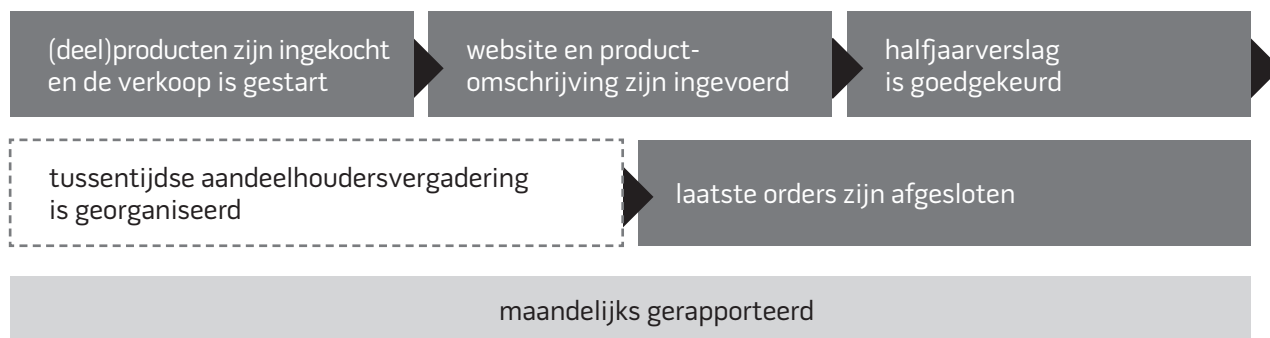 (deel)producten zijn ingekocht
en de verkoop is gestart
website en product-
omschrijving zijn ingevoerd
halfjaarverslag
is goedgekeurd
tussentijdse aandeelhoudersvergadering
is georganiseerd
laatste orders zijn afgesloten
maandelijks gerapporteerd